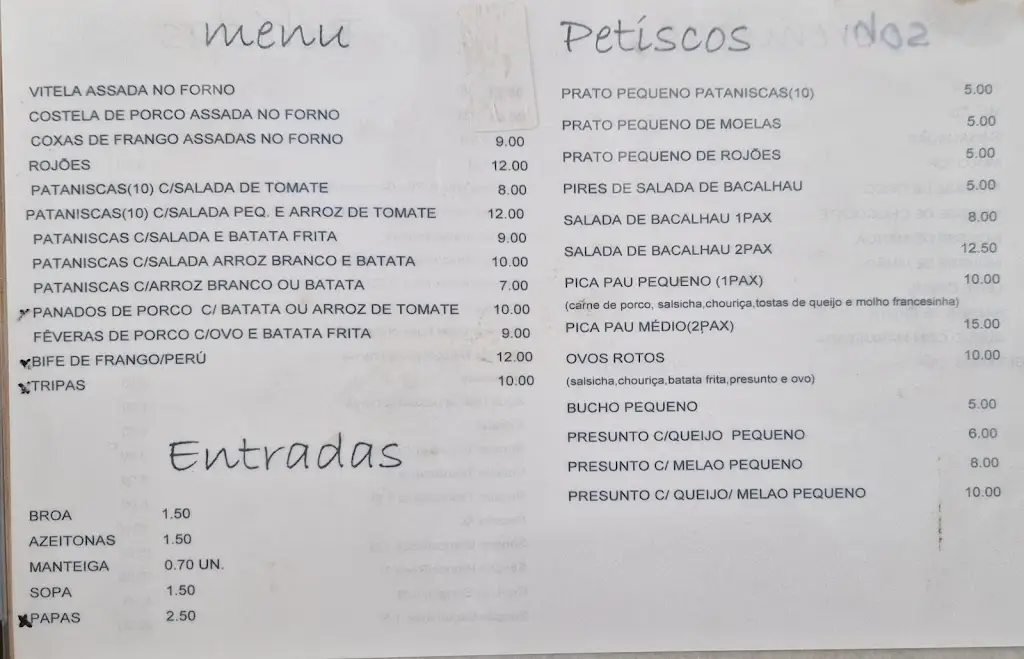 menu
VITELA ASSADA NO FORNO
COSTELA DE PORCO ASSADA NO FORNO
COXAS DE FRANGO ASSADAS NO FORNO 9.00
ROJÕES 12.00
PATANISCAS(10) C/SALADA DE TOMATE 8.00
PATANISCAS(10) C/SALADA PEQ. E ARROZ DE TOMATE 12.00
PATANISCAS C/SALADA E BATATA FRITA 9.00
PATANISCAS C/SALADA ARROZ BRANCO E BATATA 10.00
PATANISCAS C/ARROZ BRANCO OU BATATA 7.00
PANADOS DE PORCO C/ BATATA OU ARROZ DE TOMATE 10.00
FÊVERAS DE PORCO C/OVO E BATATA FRITA 9.00
BIFE DE FRANGO/PERÚ 12.00
TRIPAS 10.00
Entradas
BROA 1.50
AZEITONAS 1.50
MANTEIGA 0.70 UN.
SOPA 1.50
PAPAS 2.50
Petiscos
PRATO PEQUENO PATANISCAS(10) 5.00
PRATO PEQUENO DE MOELAS 5.00
PRATO PEQUENO DE ROJÕES 5.00
PIRES DE SALADA DE BACALHAU 5.00
SALADA DE BACALHAU 1PAX 8.00
SALADA DE BACALHAU 2PAX 12.50
PICA PAU PEQUENO (1PAX) 10.00
(carne de porco, salsicha,chouriça,tostas de queijo e molho francesinha)
PICA PAU MÉDIO(2PAX) 15.00
OVOS ROTOS 10.00
(salsicha,chouriça,batata frita,presunto e ovo)
BUCHO PEQUENO 5.00
PRESUNTO C/QUEIJO PEQUENO 6.00
PRESUNTO C/ MELAO PEQUENO 8.00
PRESUNTO C/ QUEIJO/ MELAO PEQUENO 10.00